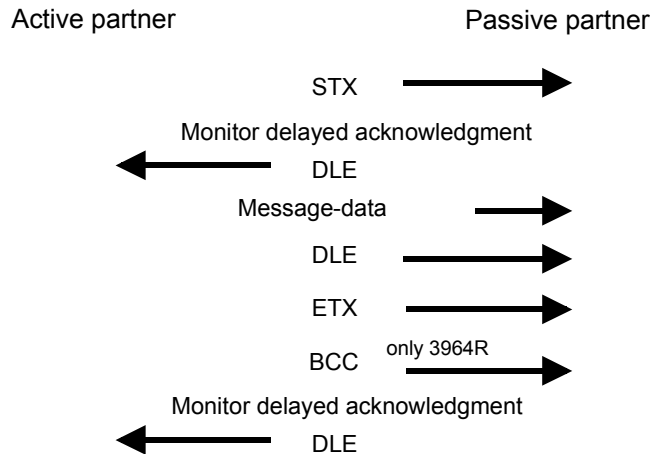 Active partner Passive partner
STX
Monitor delayed acknowledgment
DLE
Message-data
DLE
ETX
BCC only 3964R
Monitor delayed acknowledgment
DLE